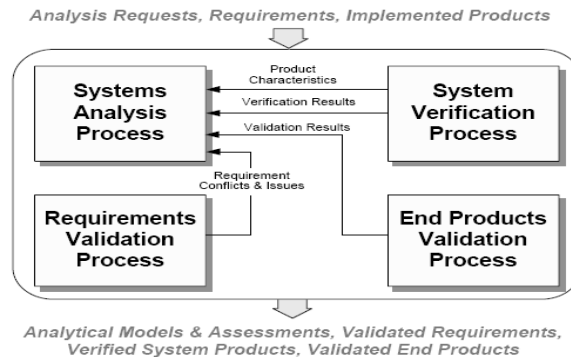 Analysis Requests, Requirements, Implemented Products
Systems
Analysis
Process
Product
Characteristics
Verification Results
Validation Results
Requirement
Conflicts & Issues
System
Verification
Process
Requirements
Validation
Process
End Products
Validation
Process
Analytical Models & Assessments, Validated Requirements,
Verified System Products, Validated End Products